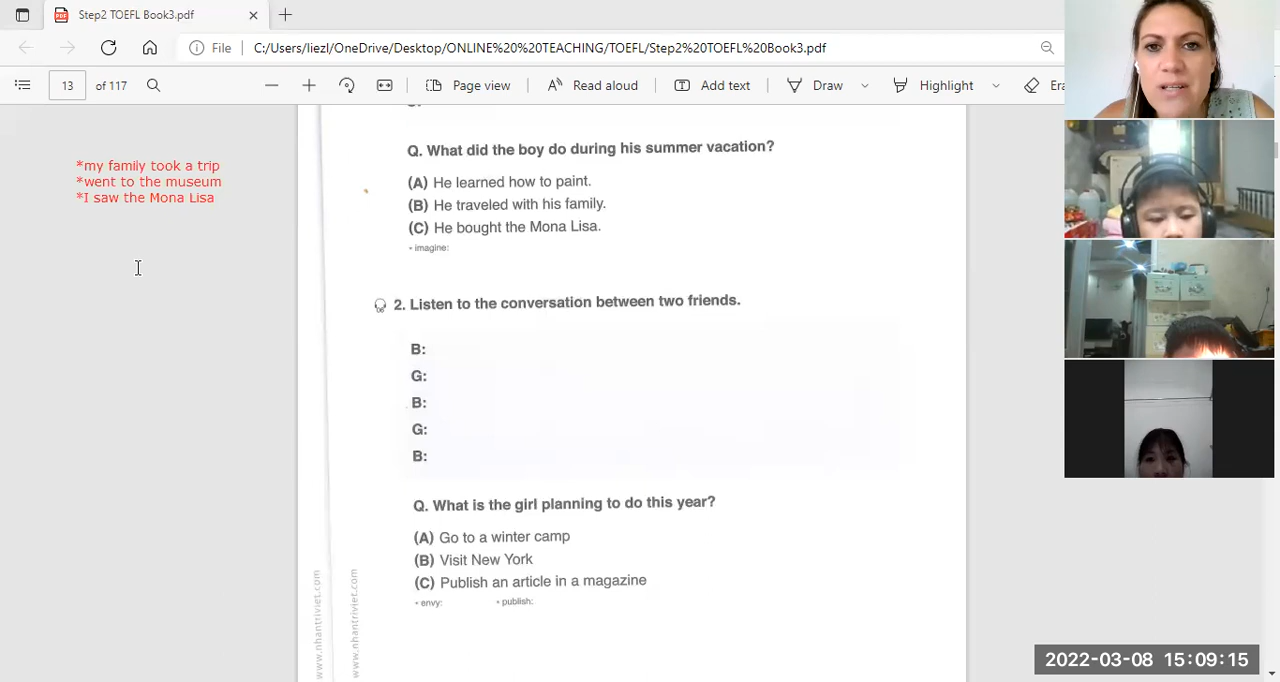 Step2 TOEFL Book3.pdf
File C:/Users/liezl/OneDrive/Desktop/ONLINE%20%20TEACHING/TOEFL/Step2%20TOEFL%20Book3.pdf
13 of 117 Page view Read aloud Add text Draw Highlight Era
*my family took a trip
*went to the museum
*I saw the Mona Lisa
Q. What did the boy do during his summer vacation?
(A) He learned how to paint.
(B) He traveled with his family.
(C) He bought the Mona Lisa.
• imagine:
2. Listen to the conversation between two friends.
B:
G:
B:
G:
B:
Q. What is the girl planning to do this year?
(A) Go to a winter camp
(B) Visit New York
(C) Publish an article in a magazine
• envy: • publish:
www.nhantriviet.com
www.nhantriviet.com
2022-03-08 15:09:15